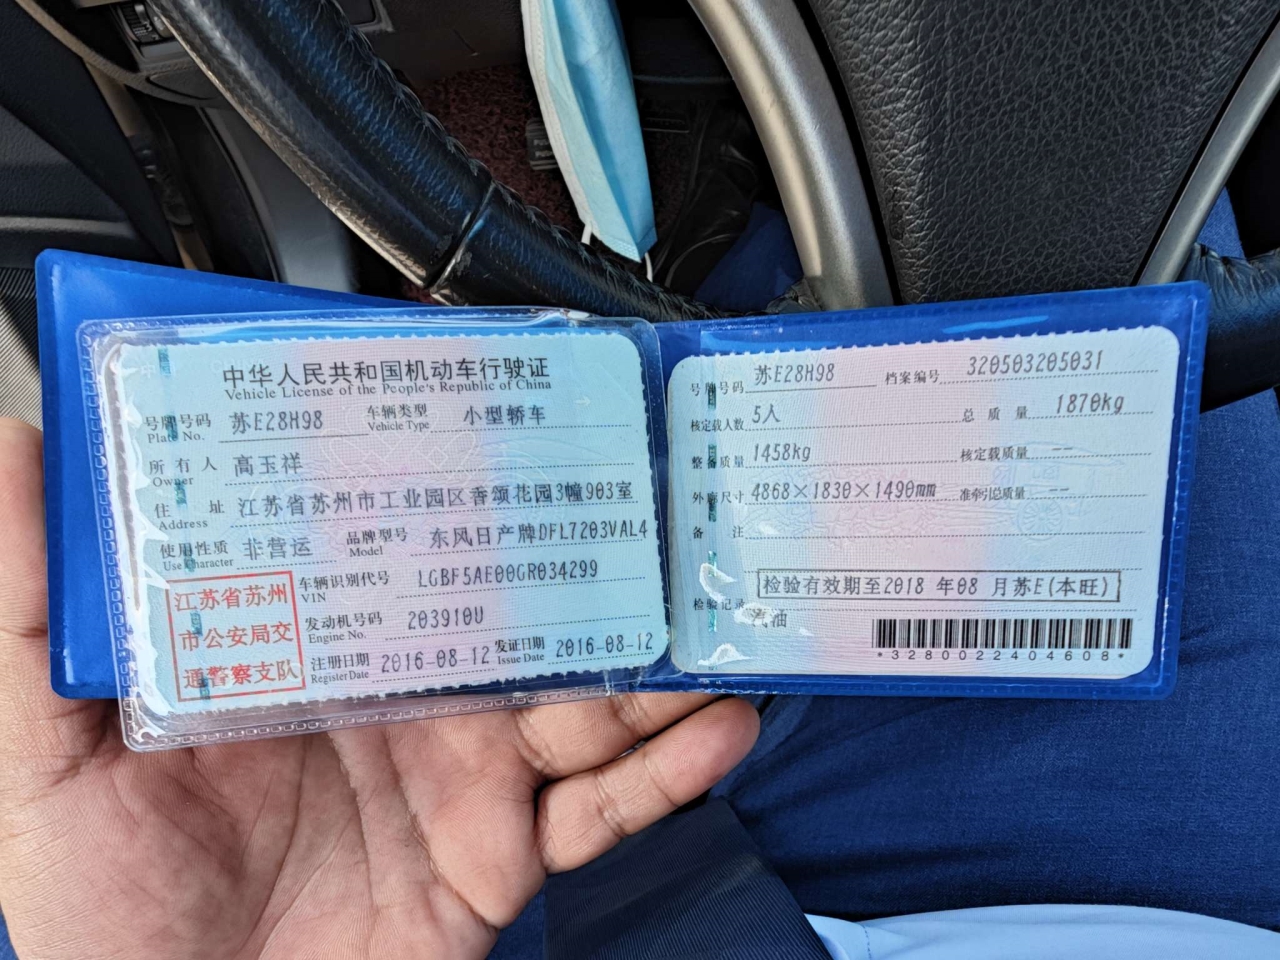 中华人民共和国机动车行驶证
Vehicle License of the People's Republic of China
号牌号码 苏E28H98 车辆类型 小型轿车
Plate No. Vehicle Type
所有人 高玉祥
Owner
住址 江苏省苏州市工业园区香颂花园3幢903室
Address
使用性质 非营运 品牌型号 东风日产牌DFL7203VAL4
Use Character Model
江苏省苏州
市公安局交
通警察支队
车辆识别代号 LGBF5AE00GR034299
VIN
发动机号码 203910U
Engine No.
注册日期 2016-08-12 发证日期 2016-08-12
Register Date Issue Date
号牌号码 苏E28H98 档案编号 320503205031
核定载人数 5人 总质量 1870kg
整备质量 1458kg 核定载质量 --
外廓尺寸 4868×1830×1490mm 准牵引总质量 --
备注
检验有效期至2018 年08 月苏E(本旺)
检验记录
汽油
*3280022404608*